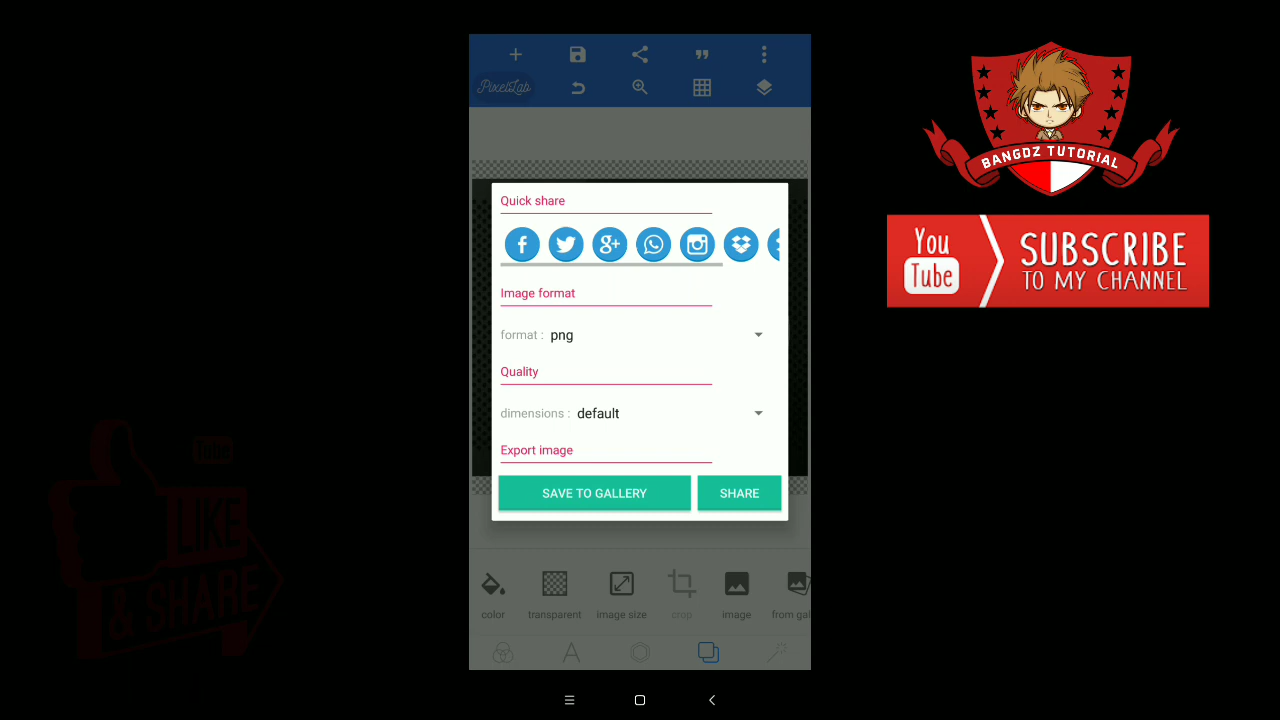 PixelLab
Quick share
Image format
format : png
Quality
dimensions : default
Export image
SAVE TO GALLERY
SHARE
color
transparent
image size
crop
image
from gal
BANGDZ TUTORIAL
You
Tube
SUBSCRIBE
TO MY CHANNEL
Tube
LIKE
& SHARE